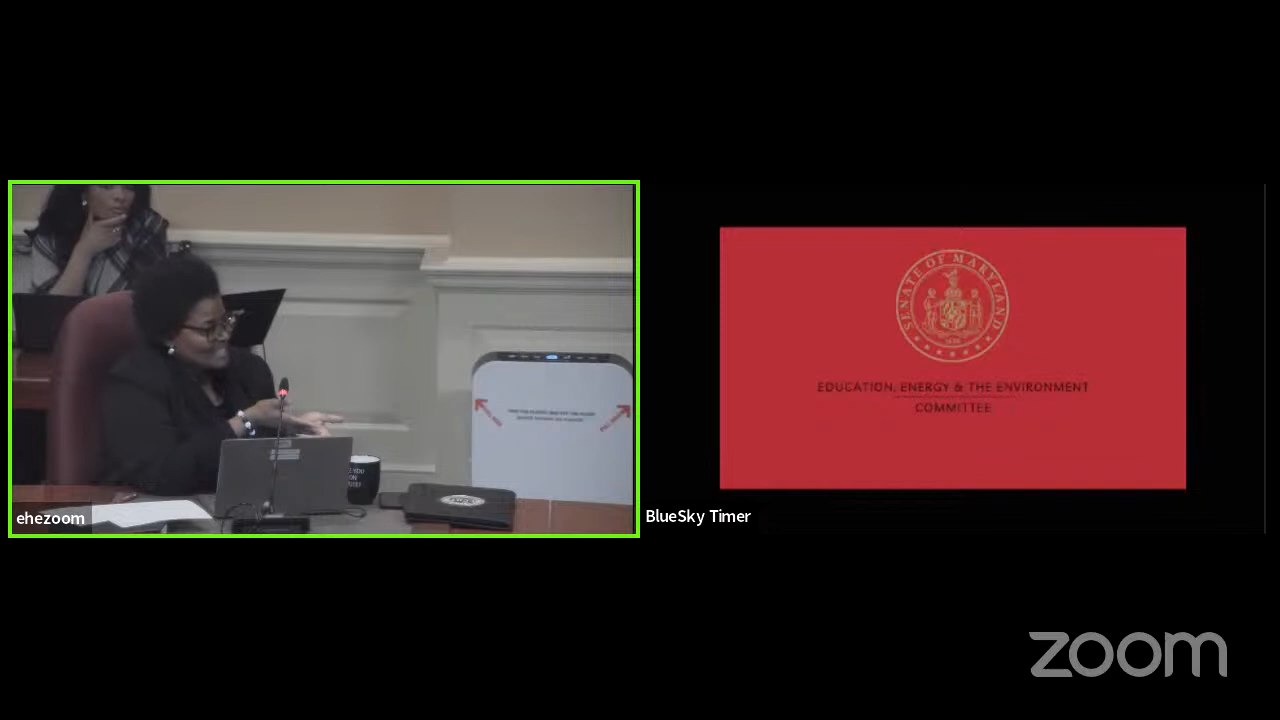 ehezoom
SENATE OF MARYLAND
EDUCATION, ENERGY & THE ENVIRONMENT
COMMITTEE
BlueSky Timer
zoom